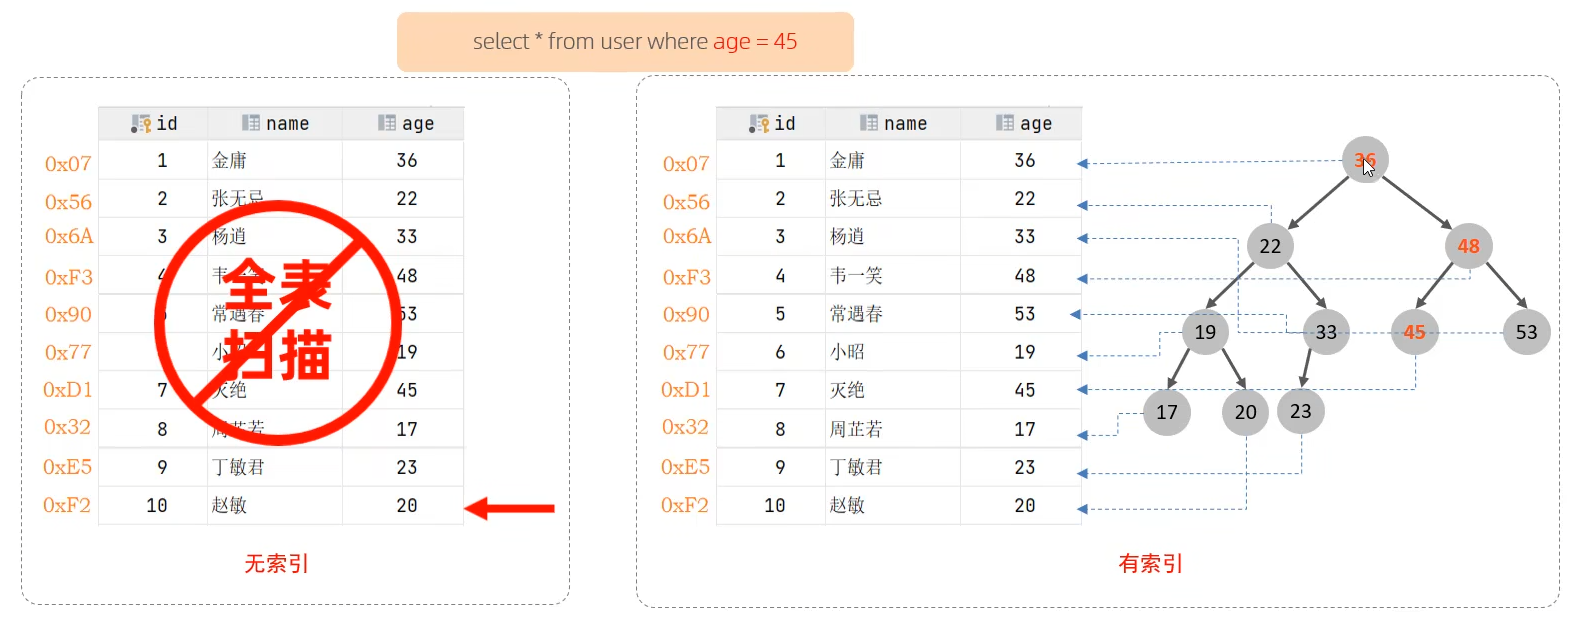 select * from user where age = 45
id name age
0x07 1 金庸 36
0x56 2 张无忌 22
0x6A 3 杨逍 33
0xF3 4 韦一笑 48
0x90 5 常遇春 53
0x77 6 小昭 19
0xD1 7 灭绝 45
0x32 8 周芷若 17
0xE5 9 丁敏君 23
0xF2 10 赵敏 20
全表
扫描
无索引
id name age
0x07 1 金庸 36
0x56 2 张无忌 22
0x6A 3 杨逍 33
0xF3 4 韦一笑 48
0x90 5 常遇春 53
0x77 6 小昭 19
0xD1 7 灭绝 45
0x32 8 周芷若 17
0xE5 9 丁敏君 23
0xF2 10 赵敏 20
36
22 48
19 33 45 53
17 20 23
有索引